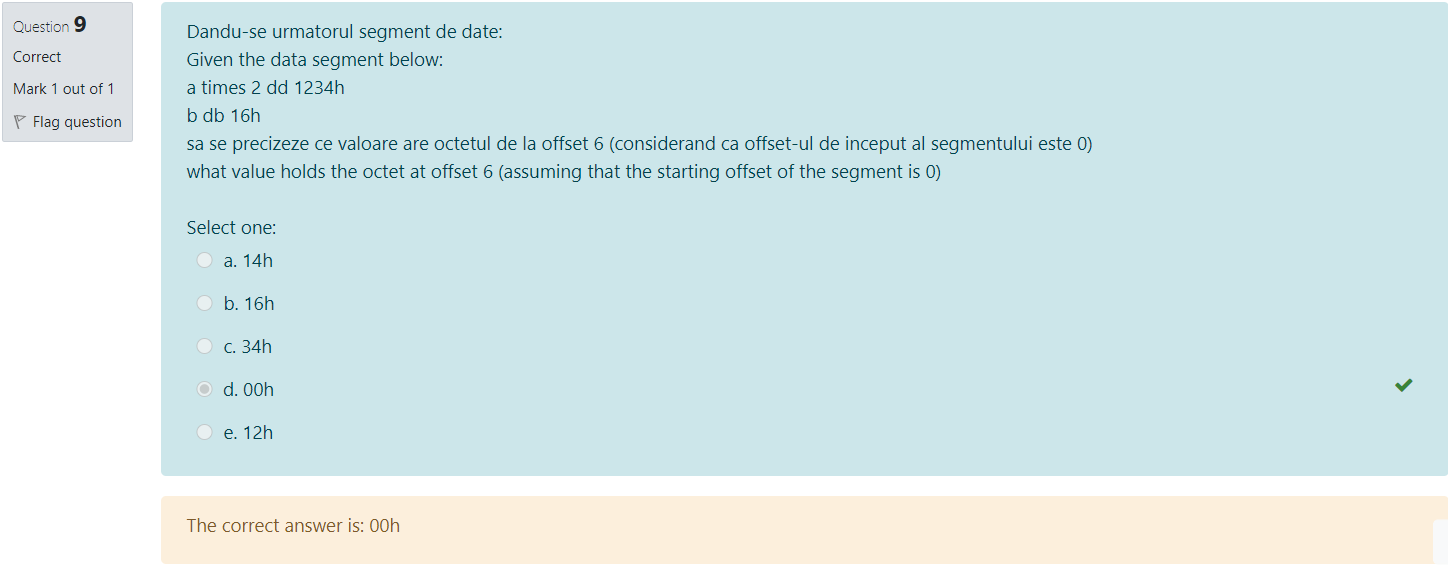 Question 9
Correct
Mark 1 out of 1
Flag question
Dandu-se urmatorul segment de date:
Given the data segment below:
a times 2 dd 1234h
b db 16h
sa se precizeze ce valoare are octetul de la offset 6 (considerand ca offset-ul de inceput al segmentului este 0)
what value holds the octet at offset 6 (assuming that the starting offset of the segment is 0)
Select one:
a. 14h
b. 16h
c. 34h
d. 00h
e. 12h
The correct answer is: 00h